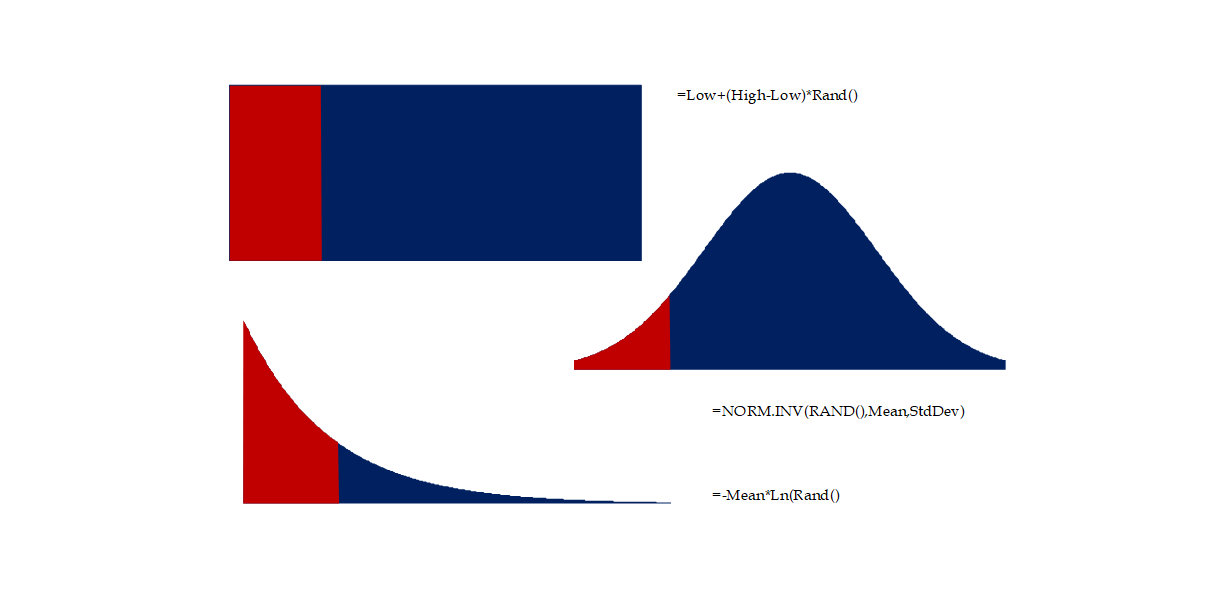 =Low+(High-Low)*Rand()
=NORM.INV(RAND(),Mean,StdDev)
=-Mean*Ln(Rand()